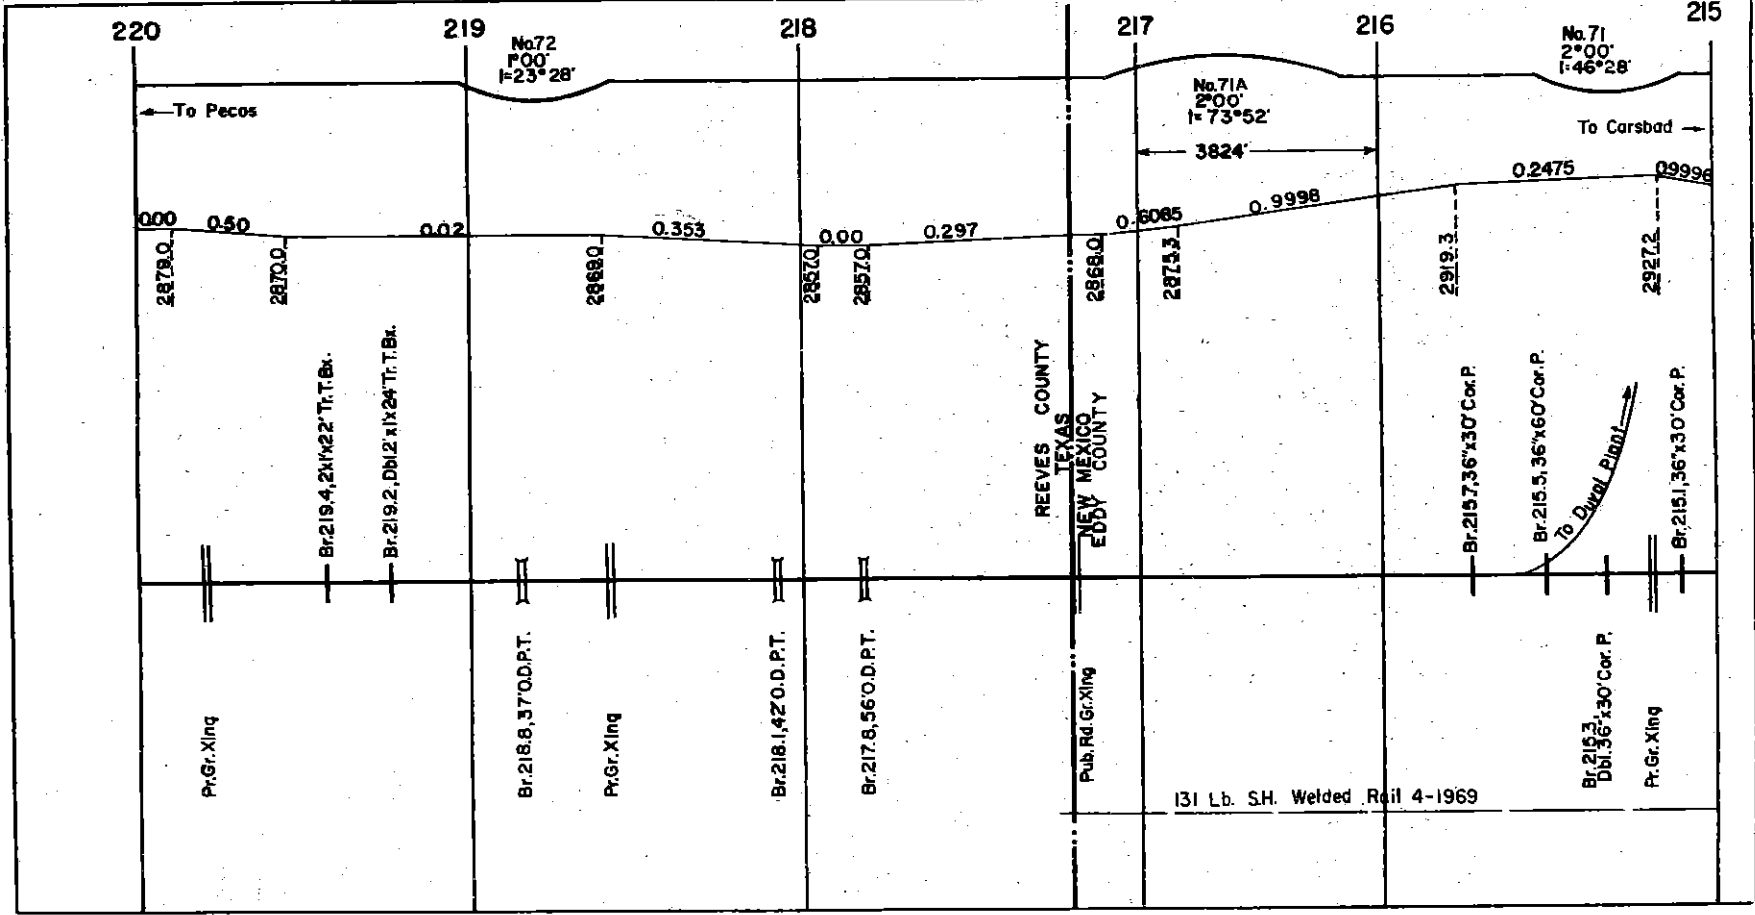 220
219
218
217
216
215
No.72
1°00'
I=23°28'
No.71A
2°00'
I=73°52'
No.71
2°00'
I=46°28'
←To Pecos
To Carsbad →
3824'
0.00
0.50
0.02
0.353
0.00
0.297
0.6085
0.9998
0.2475
.09996
2879.0
2870.0
2869.0
2857.0
2857.0
2868.0
2875.3
2919.3
2927.2
REEVES COUNTY
TEXAS
NEW MEXICO
EDDY COUNTY
Br.219.4,2'x1'x22'Tr.T.Bx.
Br.219.2,Dbl.2'x1'x24'Tr.T.Bx.
Br.215.7,36"x30'Cor.P.
Br.215.5,36"x60'Cor.P.
To Duval Plant
Br.215.1,36"x30'Cor.P.
Pr.Gr.Xing
Br.218.8,37'O.D.P.T.
Pr.Gr.Xing
Br.218.1,42'O.D.P.T.
Br.217.8,56'O.D.P.T.
Pub.Rd.Gr.Xing
Br.215.3,
Dbl.36"x30'Cor.P.
Pr.Gr.Xing
131 Lb. S.H. Welded Rail 4-1969